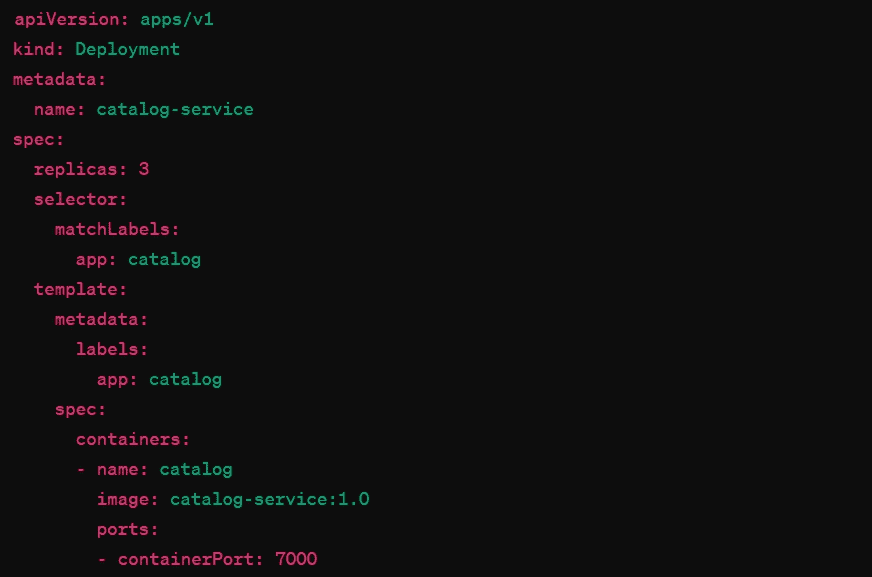 apiVersion: apps/v1
kind: Deployment
metadata:
  name: catalog-service
spec:
  replicas: 3
  selector:
    matchLabels:
      app: catalog
  template:
    metadata:
      labels:
        app: catalog
    spec:
      containers:
      - name: catalog
        image: catalog-service:1.0
        ports:
        - containerPort: 7000